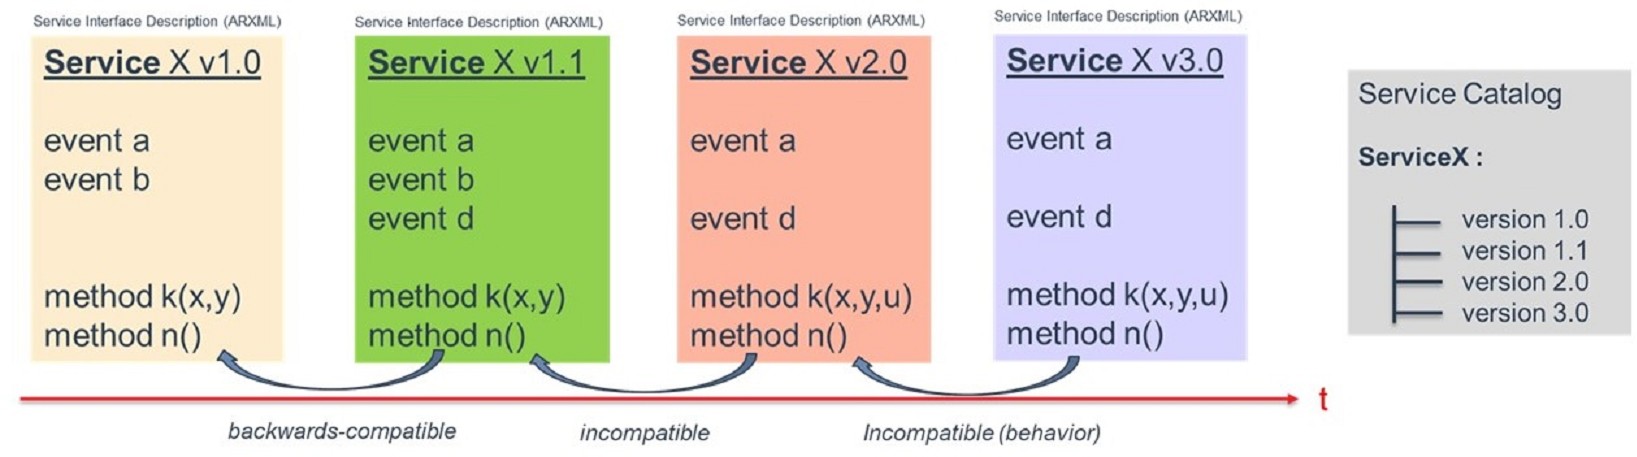 Service Interface Description (ARXML)
Service X v1.0
event a
event b
method k(x,y)
method n()
Service Interface Description (ARXML)
Service X v1.1
event a
event b
event d
method k(x,y)
method n()
Service Interface Description (ARXML)
Service X v2.0
event a
event d
method k(x,y,u)
method n()
Service Interface Description (ARXML)
Service X v3.0
event a
event d
method k(x,y,u)
method n()
Service Catalog
ServiceX :
version 1.0
version 1.1
version 2.0
version 3.0
t
backwards-compatible
incompatible
Incompatible (behavior)